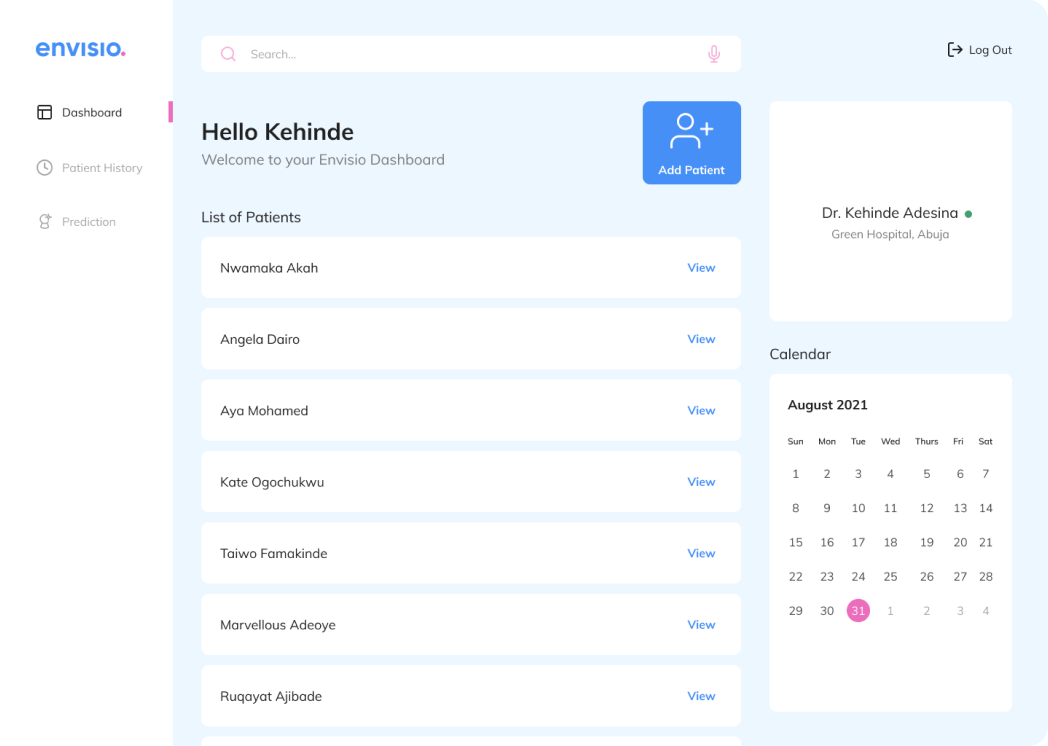 envisio.
Dashboard
Patient History
Prediction
Search...
Log Out
Hello Kehinde
Welcome to your Envisio Dashboard
Add Patient
List of Patients
Nwamaka Akah View
Angela Dairo View
Aya Mohamed View
Kate Ogochukwu View
Taiwo Famakinde View
Marvellous Adeoye View
Ruqayat Ajibade View
Dr. Kehinde Adesina
Green Hospital, Abuja
Calendar
August 2021
Sun Mon Tue Wed Thurs Fri Sat
1 2 3 4 5 6 7
8 9 10 11 12 13 14
15 16 17 18 19 20 21
22 23 24 25 26 27 28
29 30 31 1 2 3 4